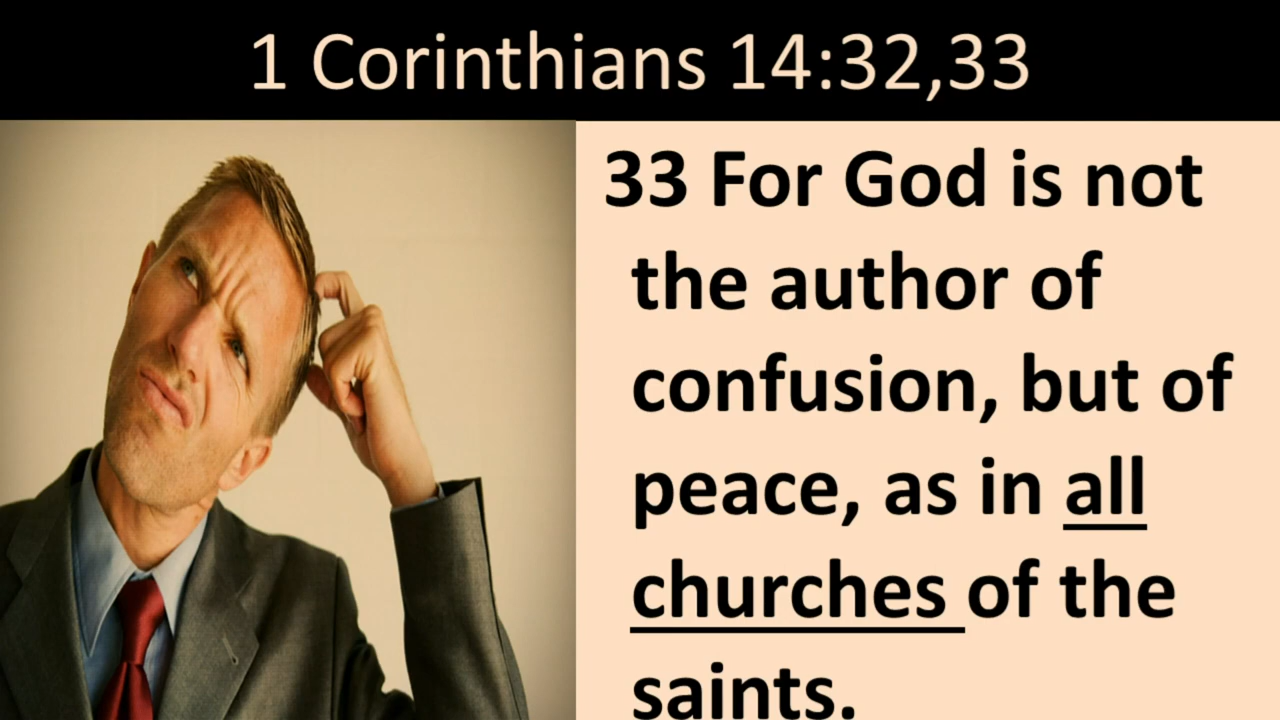 1 Corinthians 14:32,33
33 For God is not
the author of
confusion, but of
peace, as in all
churches of the
saints.